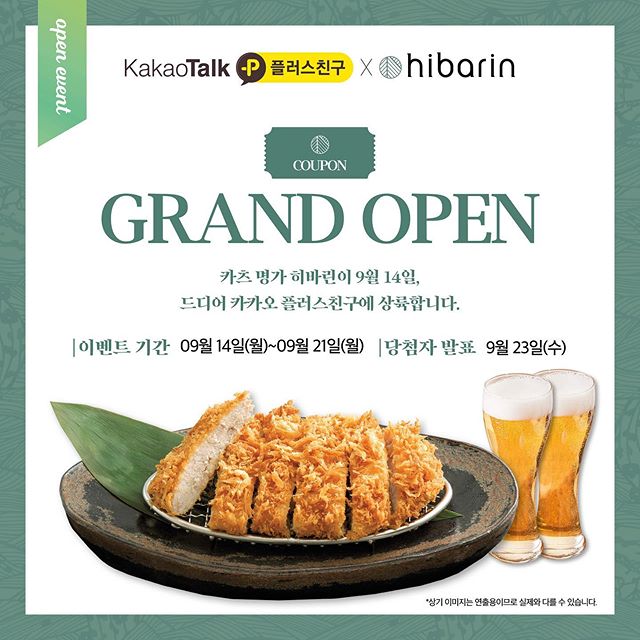 open event
KakaoTalk P 플러스친구 X hibarin
COUPON
GRAND OPEN
카츠 명가 히바린이 9월 14일,
드디어 카카오 플러스친구에 상륙합니다.
|이벤트 기간 09월 14일(월)~09월 21일(월) |당첨자 발표 9월 23일(수)
*상기 이미지는 연출용이므로 실제와 다를 수 있습니다.